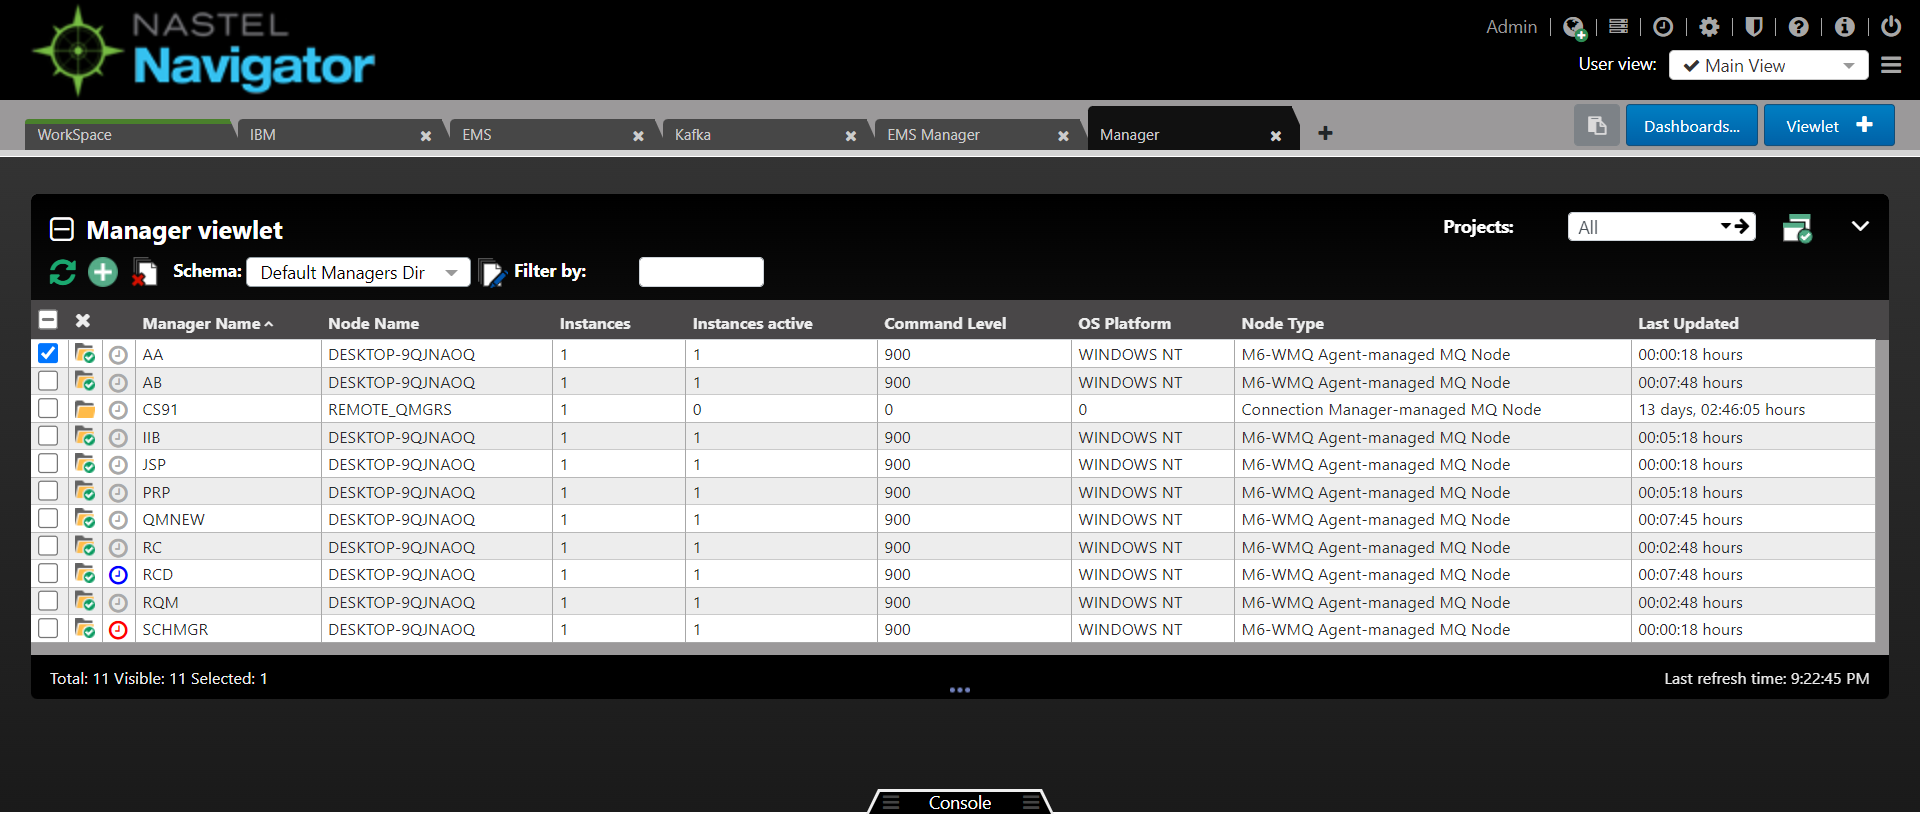 NASTEL
Navigator
Admin
User view: Main View
WorkSpace IBM EMS Kafka EMS Manager Manager Dashboards... Viewlet
Manager viewlet Projects: All
Schema: Default Managers Dir Filter by:
Manager Name Node Name Instances Instances active Command Level OS Platform Node Type Last Updated
AA DESKTOP-9QJNAOQ 1 1 900 WINDOWS NT M6-WMQ Agent-managed MQ Node 00:00:18 hours
AB DESKTOP-9QJNAOQ 1 1 900 WINDOWS NT M6-WMQ Agent-managed MQ Node 00:07:48 hours
CS91 REMOTE_QMGRS 1 0 0 0 Connection Manager-managed MQ Node 13 days, 02:46:05 hours
IIB DESKTOP-9QJNAOQ 1 1 900 WINDOWS NT M6-WMQ Agent-managed MQ Node 00:05:18 hours
JSP DESKTOP-9QJNAOQ 1 1 900 WINDOWS NT M6-WMQ Agent-managed MQ Node 00:00:18 hours
PRP DESKTOP-9QJNAOQ 1 1 900 WINDOWS NT M6-WMQ Agent-managed MQ Node 00:05:18 hours
QMNEW DESKTOP-9QJNAOQ 1 1 900 WINDOWS NT M6-WMQ Agent-managed MQ Node 00:07:45 hours
RC DESKTOP-9QJNAOQ 1 1 900 WINDOWS NT M6-WMQ Agent-managed MQ Node 00:02:48 hours
RCD DESKTOP-9QJNAOQ 1 1 900 WINDOWS NT M6-WMQ Agent-managed MQ Node 00:07:48 hours
RQM DESKTOP-9QJNAOQ 1 1 900 WINDOWS NT M6-WMQ Agent-managed MQ Node 00:02:48 hours
SCHMGR DESKTOP-9QJNAOQ 1 1 900 WINDOWS NT M6-WMQ Agent-managed MQ Node 00:00:18 hours
Total: 11 Visible: 11 Selected: 1 Last refresh time: 9:22:45 PM
Console